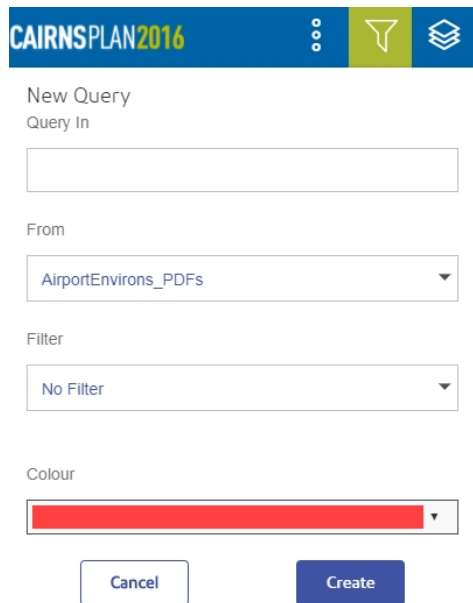 CAIRNSPLAN2016
New Query
Query In
From
AirportEnvirons_PDFs
Filter
No Filter
Colour
Cancel Create